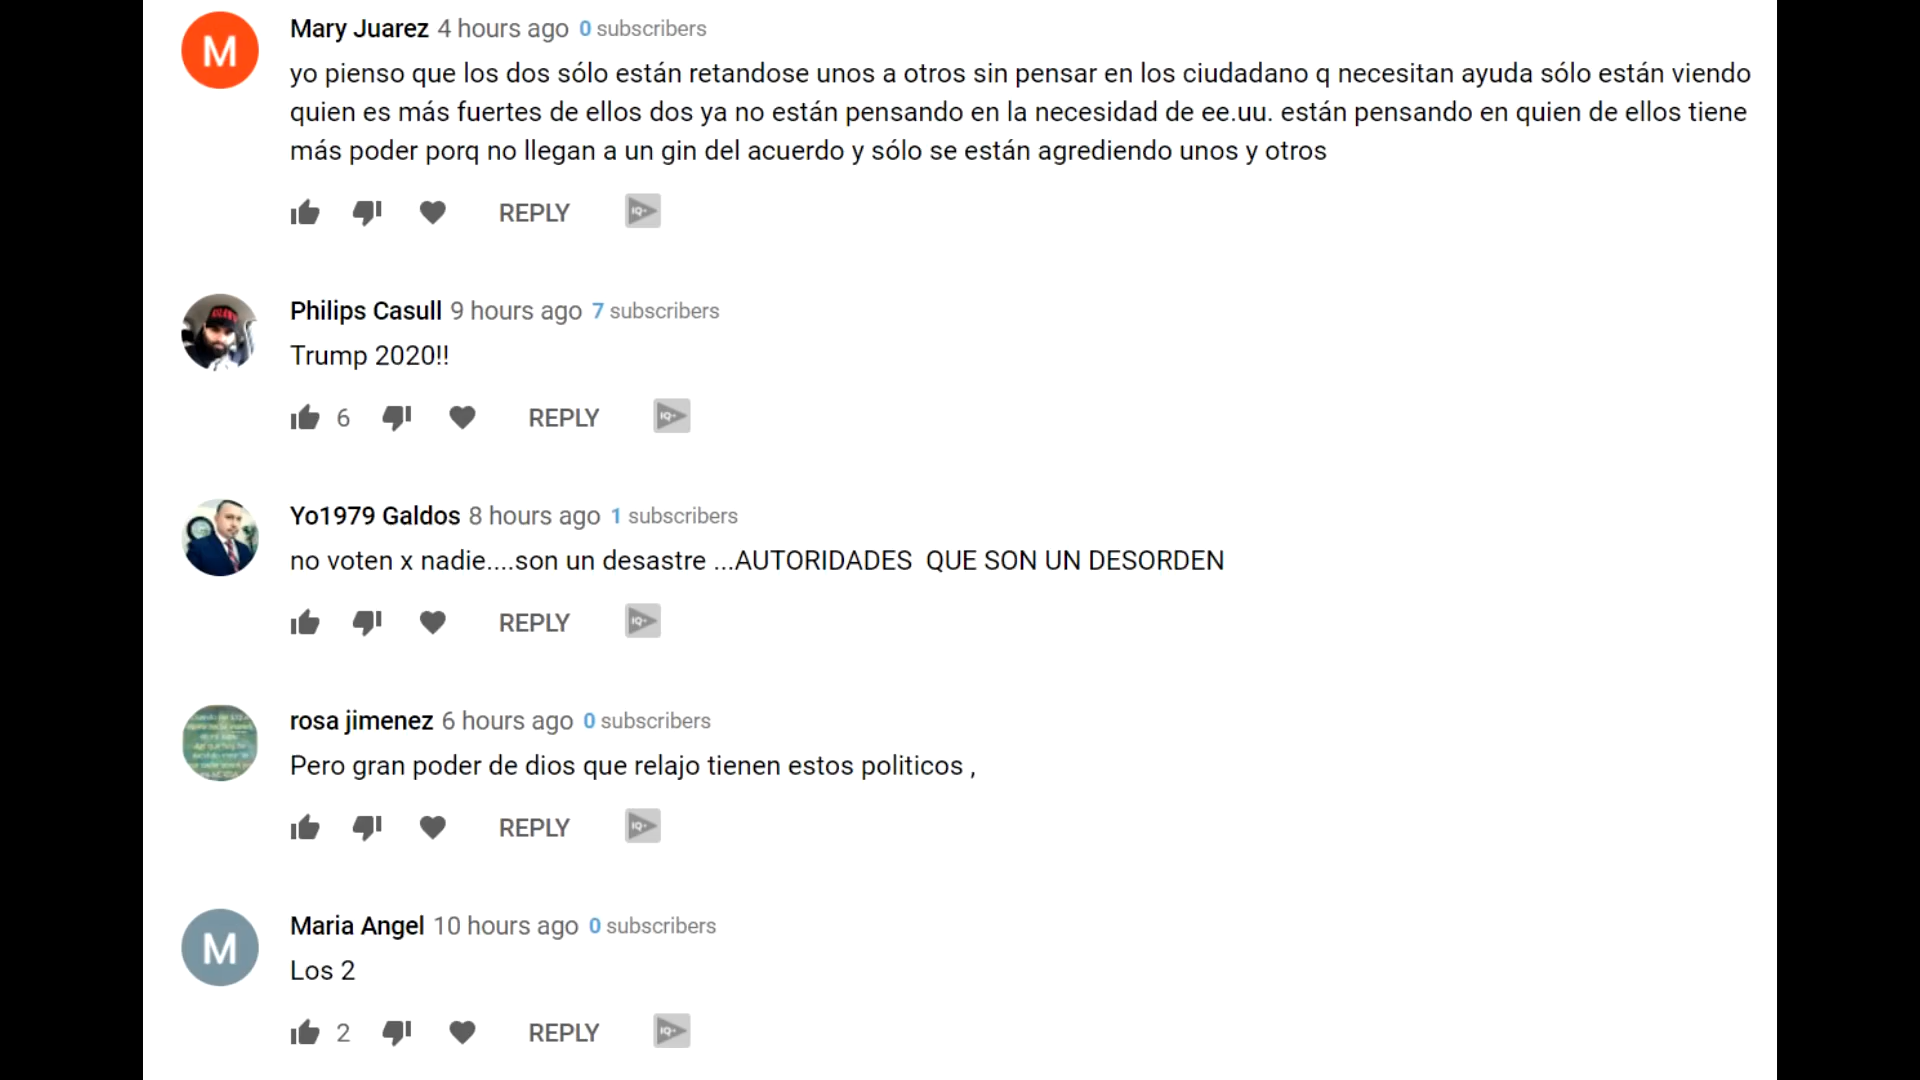 M
Mary Juarez 4 hours ago 0 subscribers
yo pienso que los dos sólo están retandose unos a otros sin pensar en los ciudadano q necesitan ayuda sólo están viendo
quien es más fuertes de ellos dos ya no están pensando en la necesidad de ee.uu. están pensando en quien de ellos tiene
más poder porq no llegan a un gin del acuerdo y sólo se están agrediendo unos y otros
REPLY IQ+
Philips Casull 9 hours ago 7 subscribers
Trump 2020!!
6 REPLY IQ+
Yo1979 Galdos 8 hours ago 1 subscribers
no voten x nadie....son un desastre ...AUTORIDADES  QUE SON UN DESORDEN
REPLY IQ+
rosa jimenez 6 hours ago 0 subscribers
Pero gran poder de dios que relajo tienen estos politicos ,
REPLY IQ+
M
Maria Angel 10 hours ago 0 subscribers
Los 2
2 REPLY IQ+